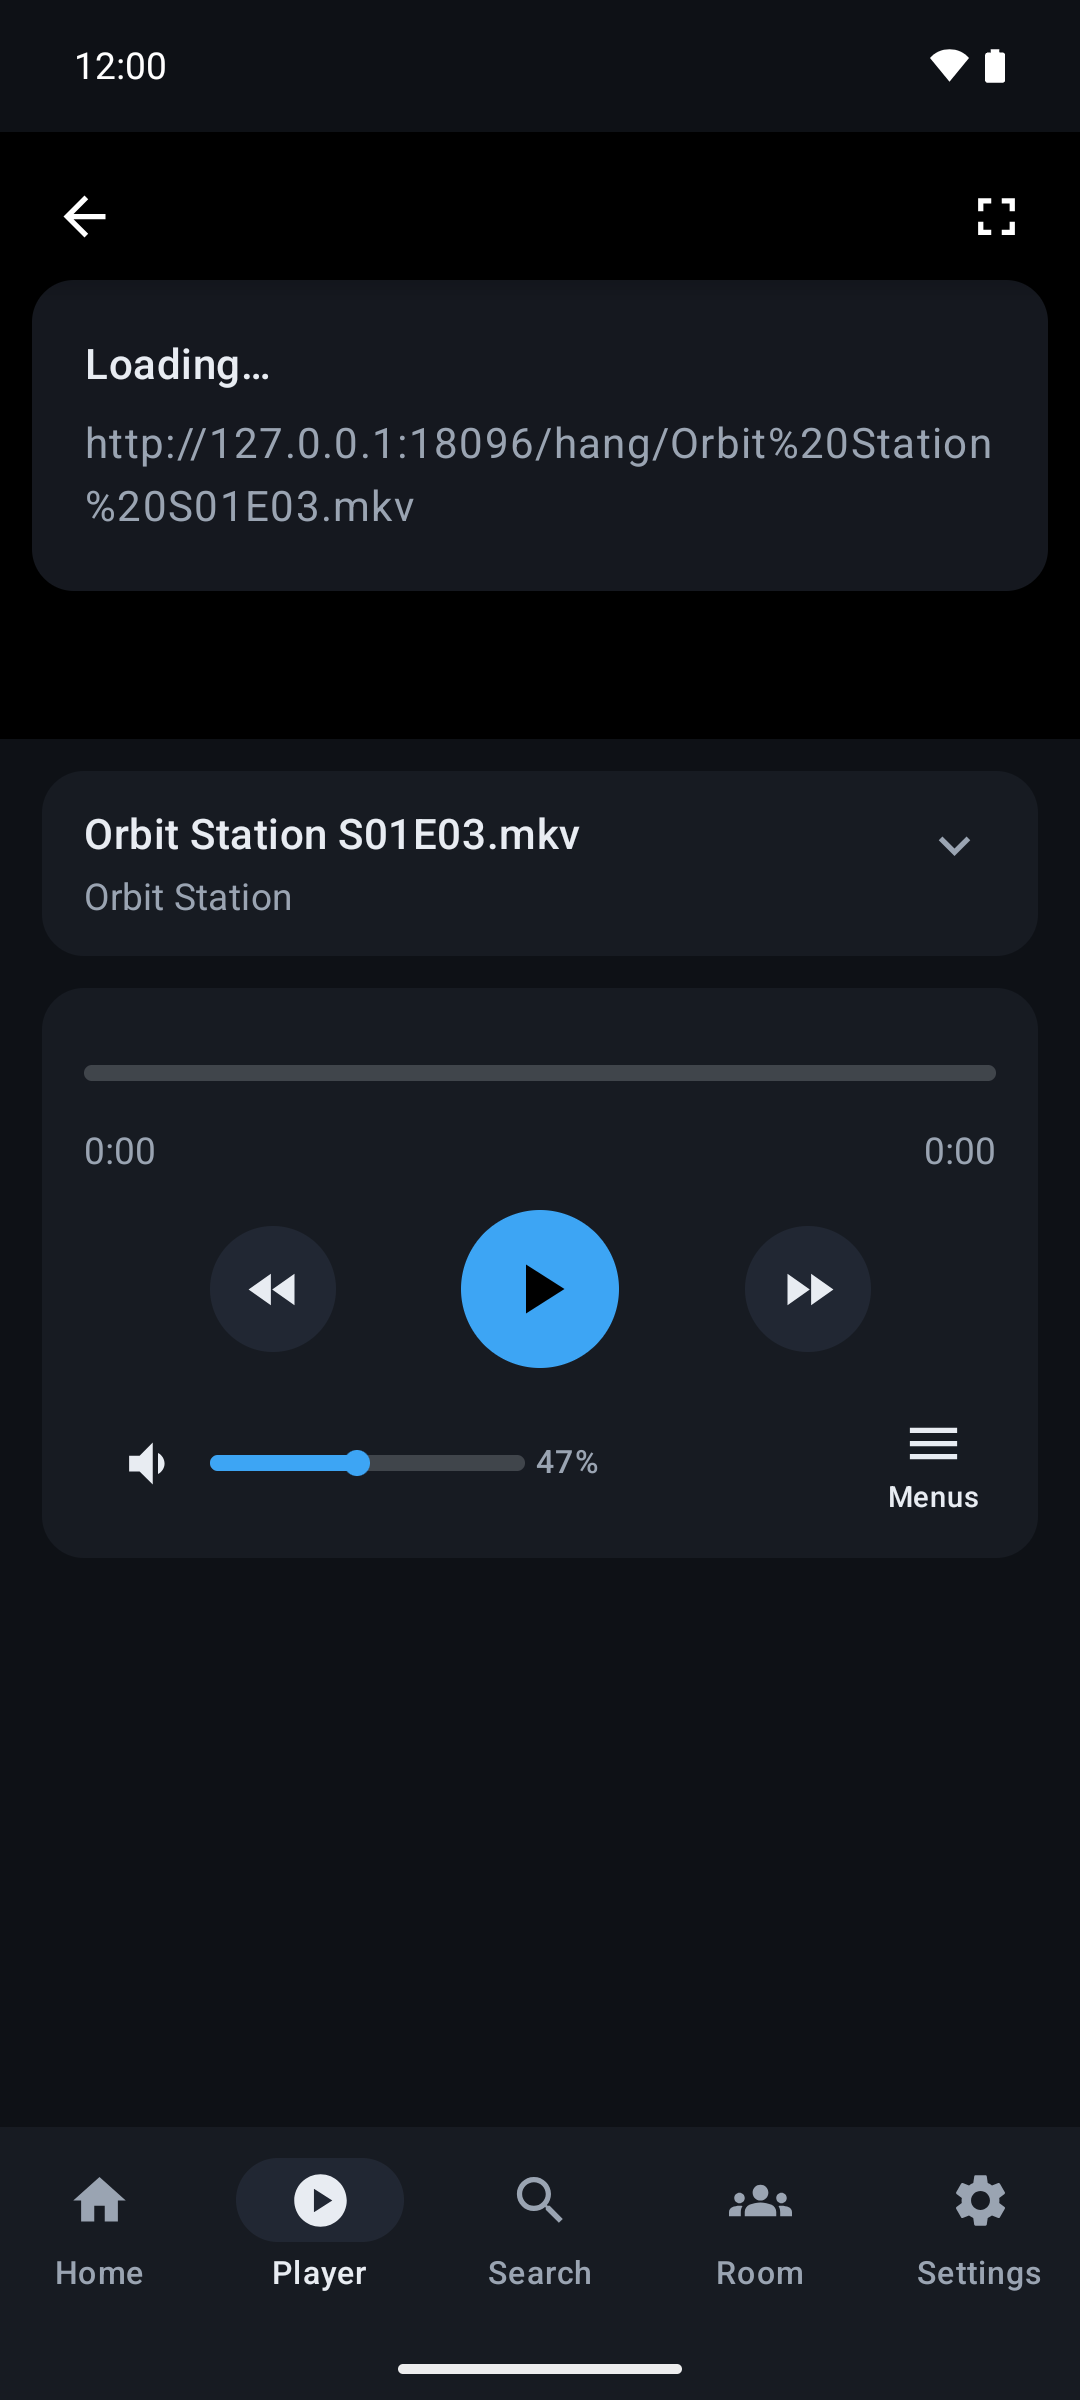 12:00
Loading…
http://127.0.0.1:18096/hang/Orbit%20Station
%20S01E03.mkv
Orbit Station S01E03.mkv
Orbit Station
0:00
0:00
47%
Menus
Home
Player
Search
Room
Settings